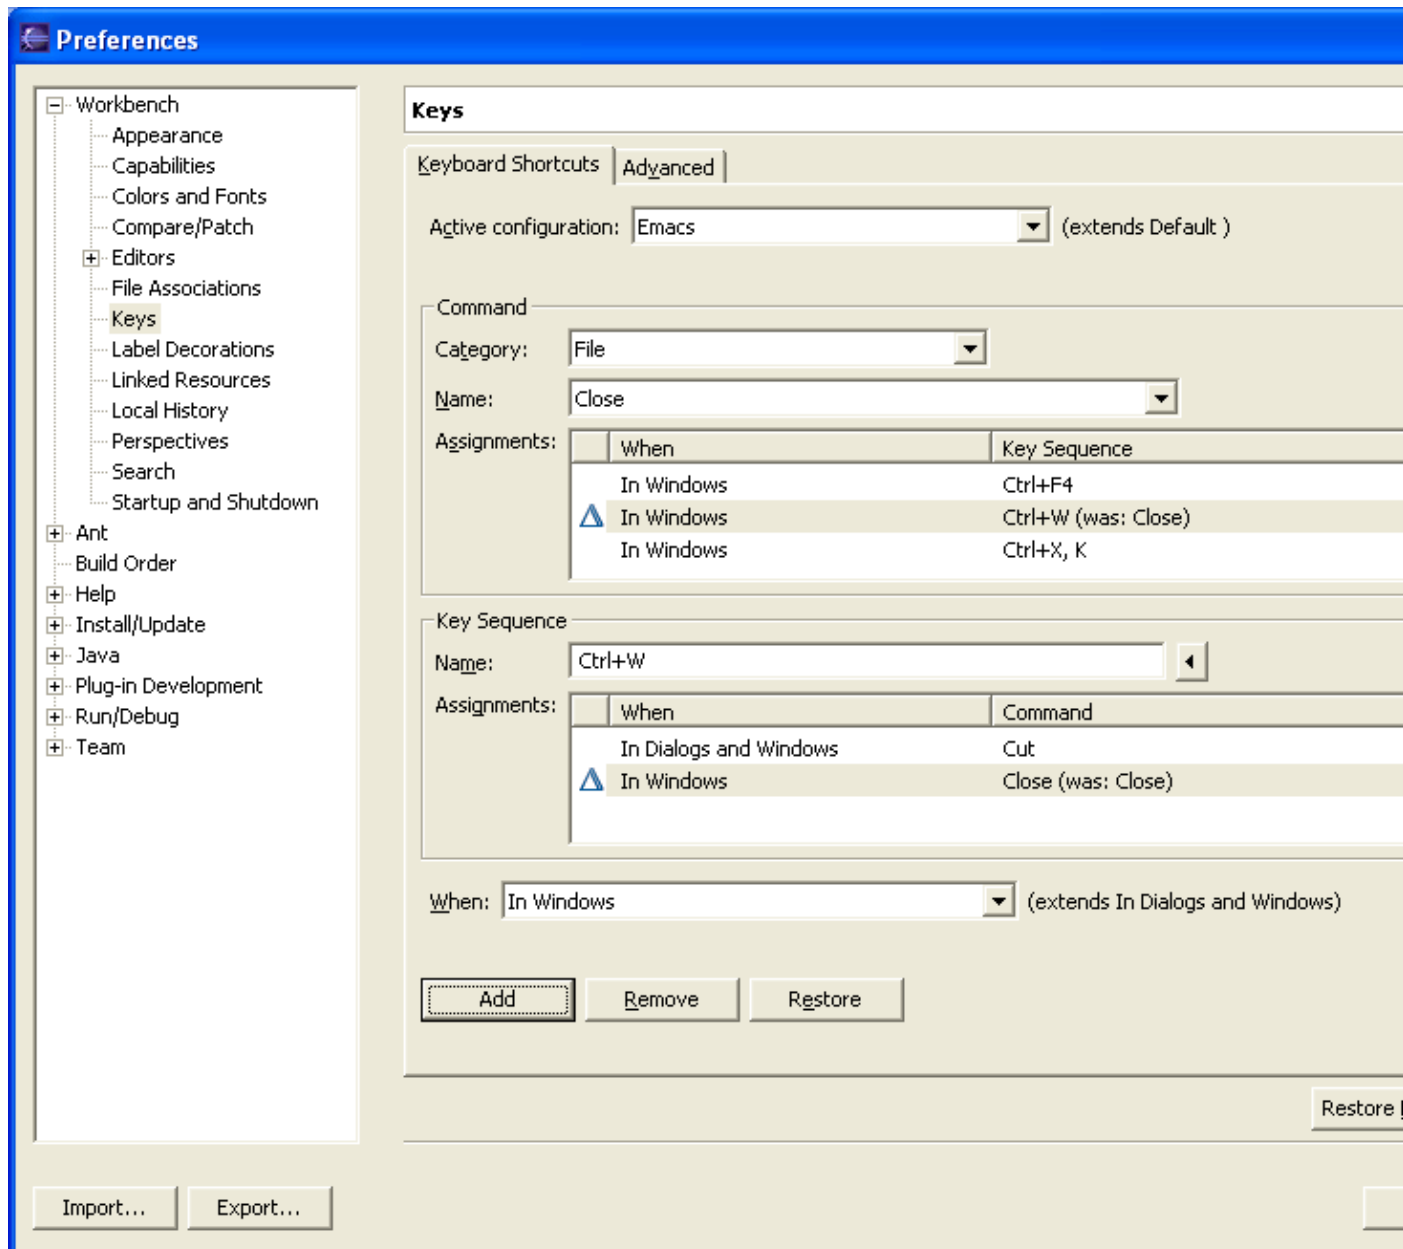 Preferences
Workbench
Appearance
Capabilities
Colors and Fonts
Compare/Patch
Editors
File Associations
Keys
Label Decorations
Linked Resources
Local History
Perspectives
Search
Startup and Shutdown
Ant
Build Order
Help
Install/Update
Java
Plug-in Development
Run/Debug
Team
Keys
Keyboard Shortcuts Advanced
Active configuration: Emacs (extends Default )
Command
Category: File
Name: Close
Assignments: When Key Sequence
In Windows Ctrl+F4
In Windows Ctrl+W (was: Close)
In Windows Ctrl+X, K
Key Sequence
Name: Ctrl+W
Assignments: When Command
In Dialogs and Windows Cut
In Windows Close (was: Close)
When: In Windows (extends In Dialogs and Windows)
Add Remove Restore
Restore
Import... Export...